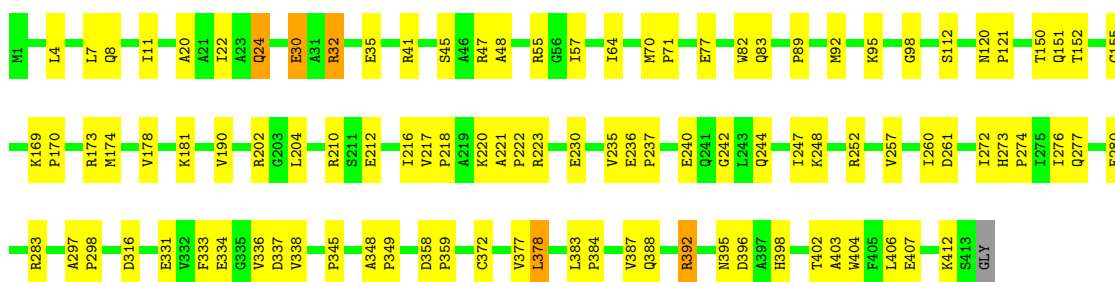 M1 L4 L7 Q8 I11 A20 A21 I22 A23 Q24 E30 A31 R32 E35 R41 S45 A46 R47 A48 R55 G56 I57 I64 M70 P71 E77 W82 Q83 P89 M92 K95 G98 S112 N120 P121 T150 Q151 T152
K169 P170 R173 M174 V178 K181 V190 R202 G203 L204 R210 S211 E212 I216 V217 P218 A219 K220 A221 P222 R223 E230 V235 E236 P237 E240 Q241 G242 L243 Q244 I247 K248 R252 V257 I260 D261 I272 H273 P274 I275 I276 Q277
R283 A297 P298 D316 E331 V332 F333 E334 G335 V336 D337 V338 P345 A348 P349 D358 P359 C372 V377 L378 L383 P384 V387 Q388 R392 N395 D396 A397 H398 T402 A403 W404 F405 L406 E407 K412 S413 GLY